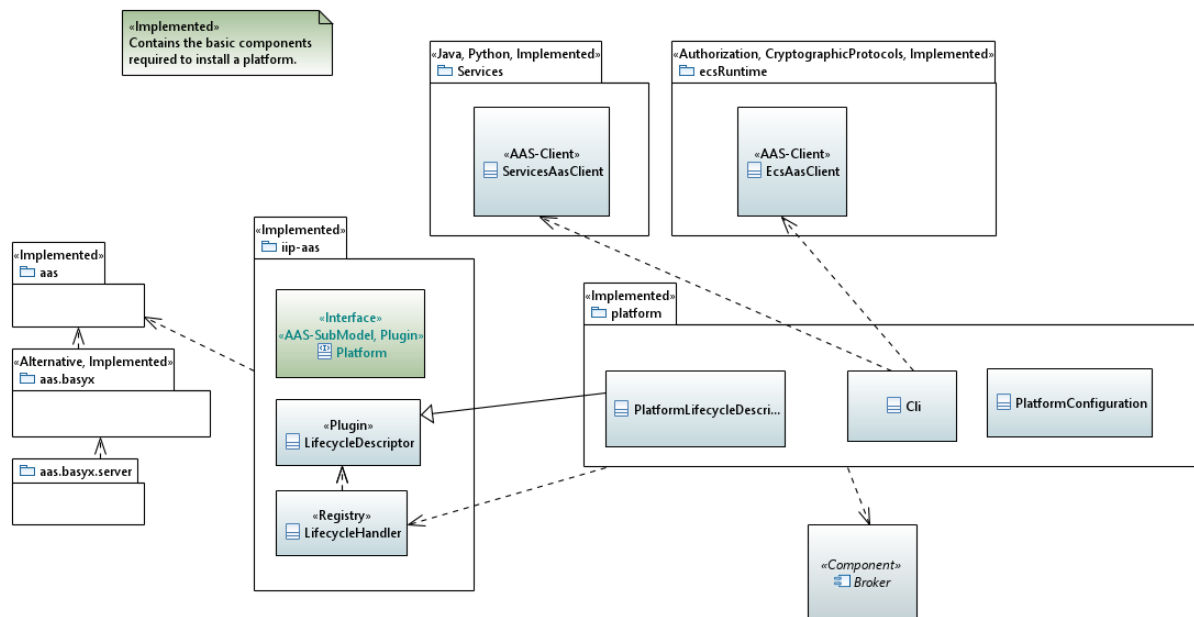 «Implemented»
Contains the basic components
required to install a platform.
«Java, Python, Implemented»
Services
«AAS-Client»
ServicesAasClient
«Authorization, CryptographicProtocols, Implemented»
ecsRuntime
«AAS-Client»
EcsAasClient
«Implemented»
aas
«Alternative, Implemented»
aas.basyx
aas.basyx.server
«Implemented»
iip-aas
«Interface»
«AAS-SubModel, Plugin»
Platform
«Plugin»
LifecycleDescriptor
«Registry»
LifecycleHandler
«Implemented»
platform
PlatformLifecycleDescri...
Cli
PlatformConfiguration
«Component»
Broker